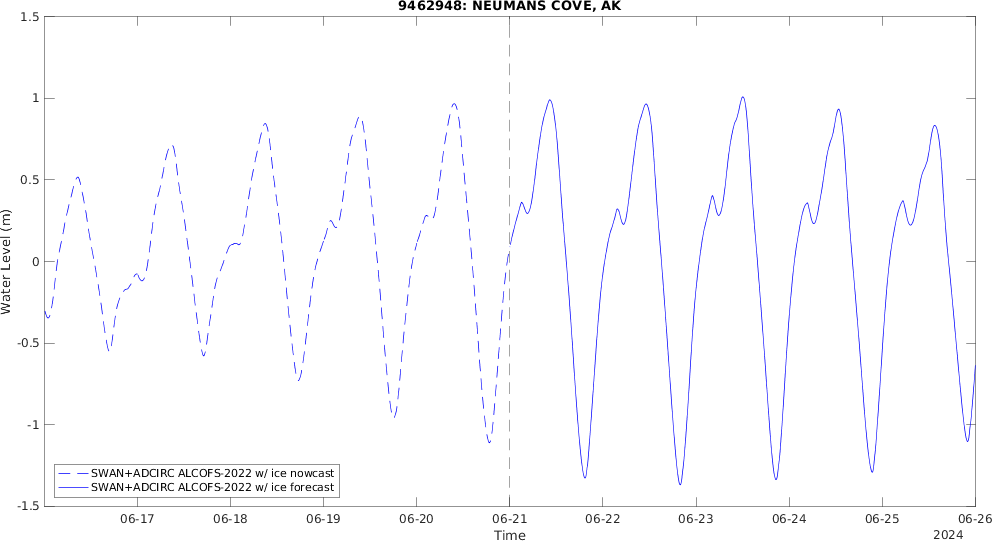 9462948: NEUMANS COVE, AK
1.5
1
0.5
0
-0.5
-1
-1.5
Water Level (m)
SWAN+ADCIRC ALCOFS-2022 w/ ice nowcast
SWAN+ADCIRC ALCOFS-2022 w/ ice forecast
06-17 06-18 06-19 06-20 06-21 06-22 06-23 06-24 06-25 06-26
Time
2024